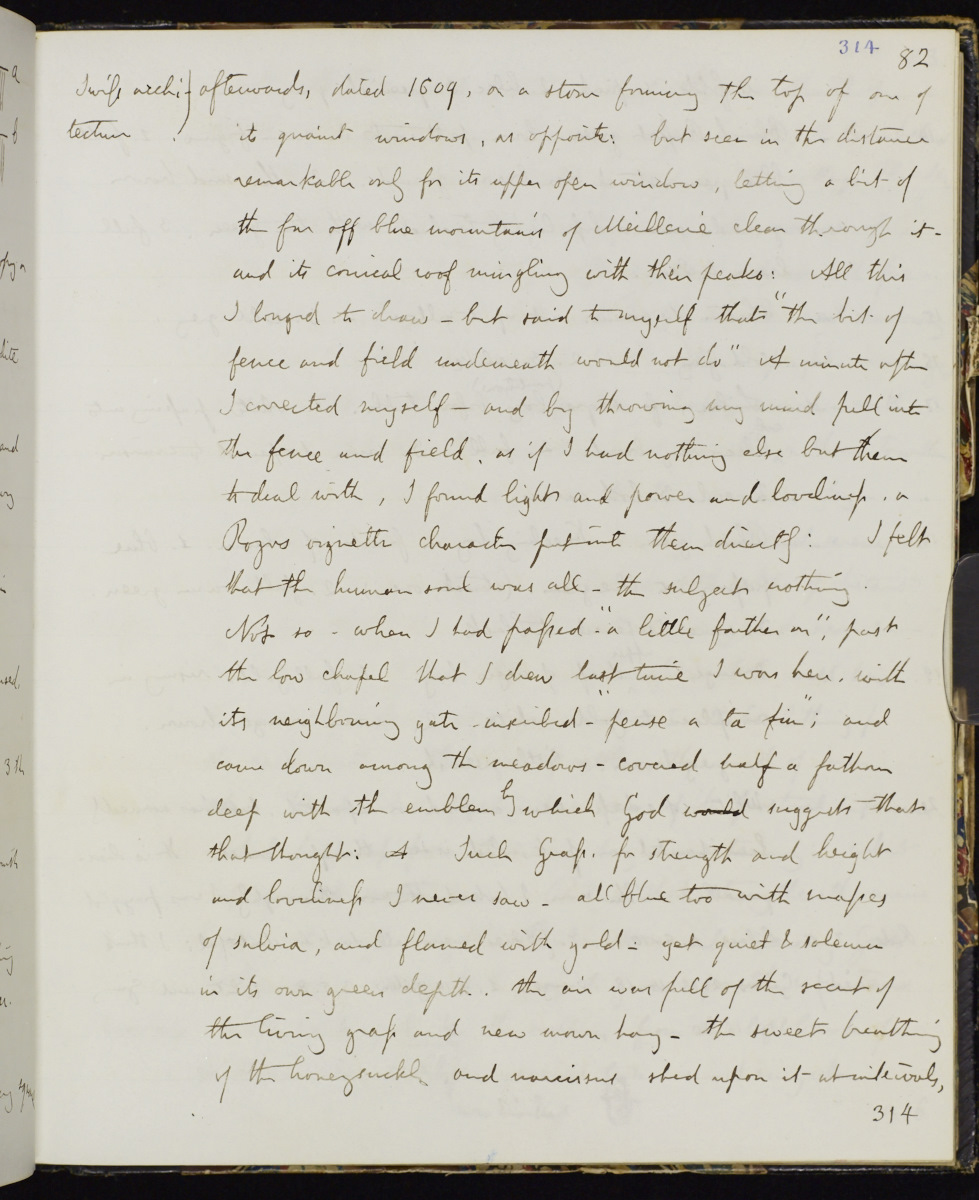 314 82
Swiss archi- } afterwards, dated 1609, on a stone forming the top of one of
tecture its quaint windows, as opposite: but seen in the distance
remarkable only for its upper open window, letting a bit of
the far off blue mountains of Meillerie clear through it -
and its conical roof mingling with their peaks: All this
I longed to draw - but said to myself that "the bit of
fence and field underneath would not do" A minute after
I corrected myself - and by throwing my mind full into
the fence and field, as if I had nothing else but them
to deal with, I found light and power and loveliness, a
Rogers vignette character put into them directly: I felt
that the human soul was all - the subject nothing.
Not so - when I had passed - "a little farther on", past
the low chapel that I drew last time I was here, with
its neighbouring gate - inscribed - "pense a ta fin"; and
came down among the meadows - covered half a fathom
deep with the emblem by which God would suggests that
that thought: A Such Grass, for strength and height
and loveliness I never saw - all blue too with masses
of salvia, and flamed with gold - yet quiet & solemn
in its own green depth. the air was full of the scent of
the living grass and new mown hay - the sweet breathing
of the honeysuckle and narcissus shed upon it at intervals,
314